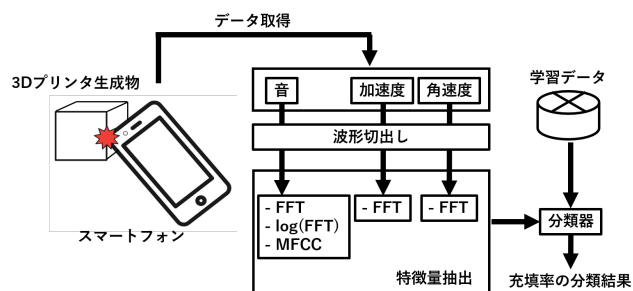 データ取得
3Dプリンタ生成物
スマートフォン
音
加速度
角速度
波形切出し
- FFT
- log(FFT)
- MFCC
- FFT
- FFT
特徴量抽出
学習データ
分類器
充填率の分類結果